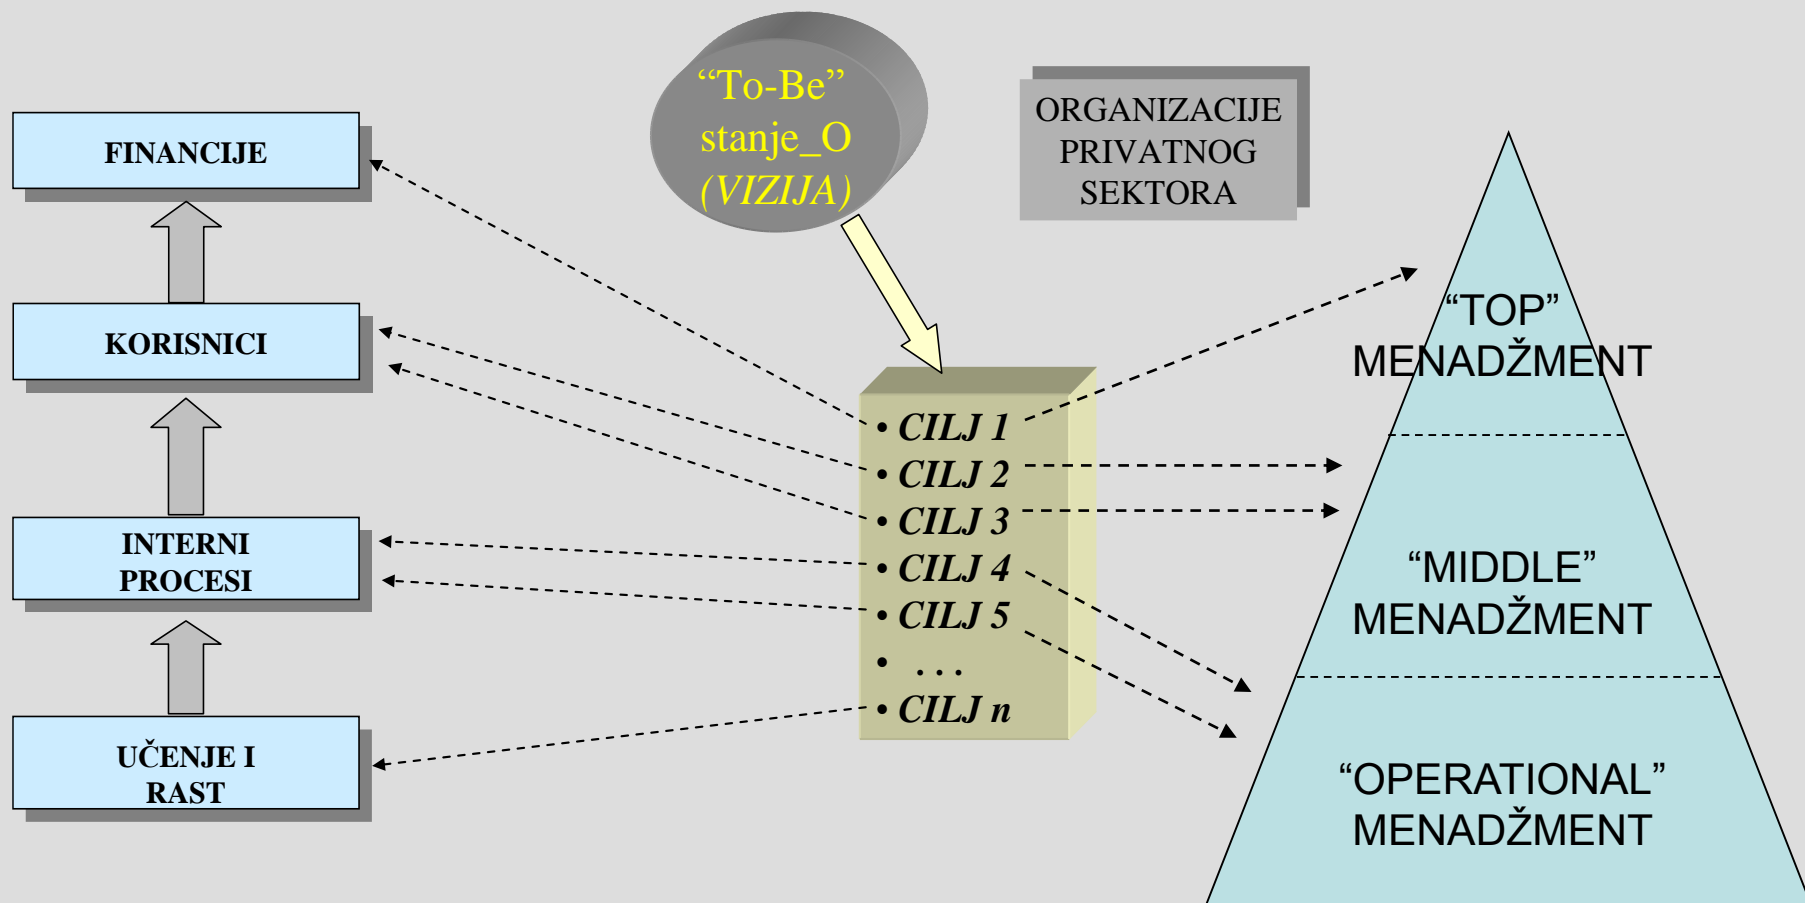 “To-Be”
stanje_O
(VIZIJA)
ORGANIZACIJE
PRIVATNOG
SEKTORA
FINANCIJE
KORISNICI
INTERNI
PROCESI
UČENJE I
RAST
• CILJ 1
• CILJ 2
• CILJ 3
• CILJ 4
• CILJ 5
• . . .
• CILJ n
“TOP”
MENADŽMENT
“MIDDLE”
MENADŽMENT
“OPERATIONAL”
MENADŽMENT